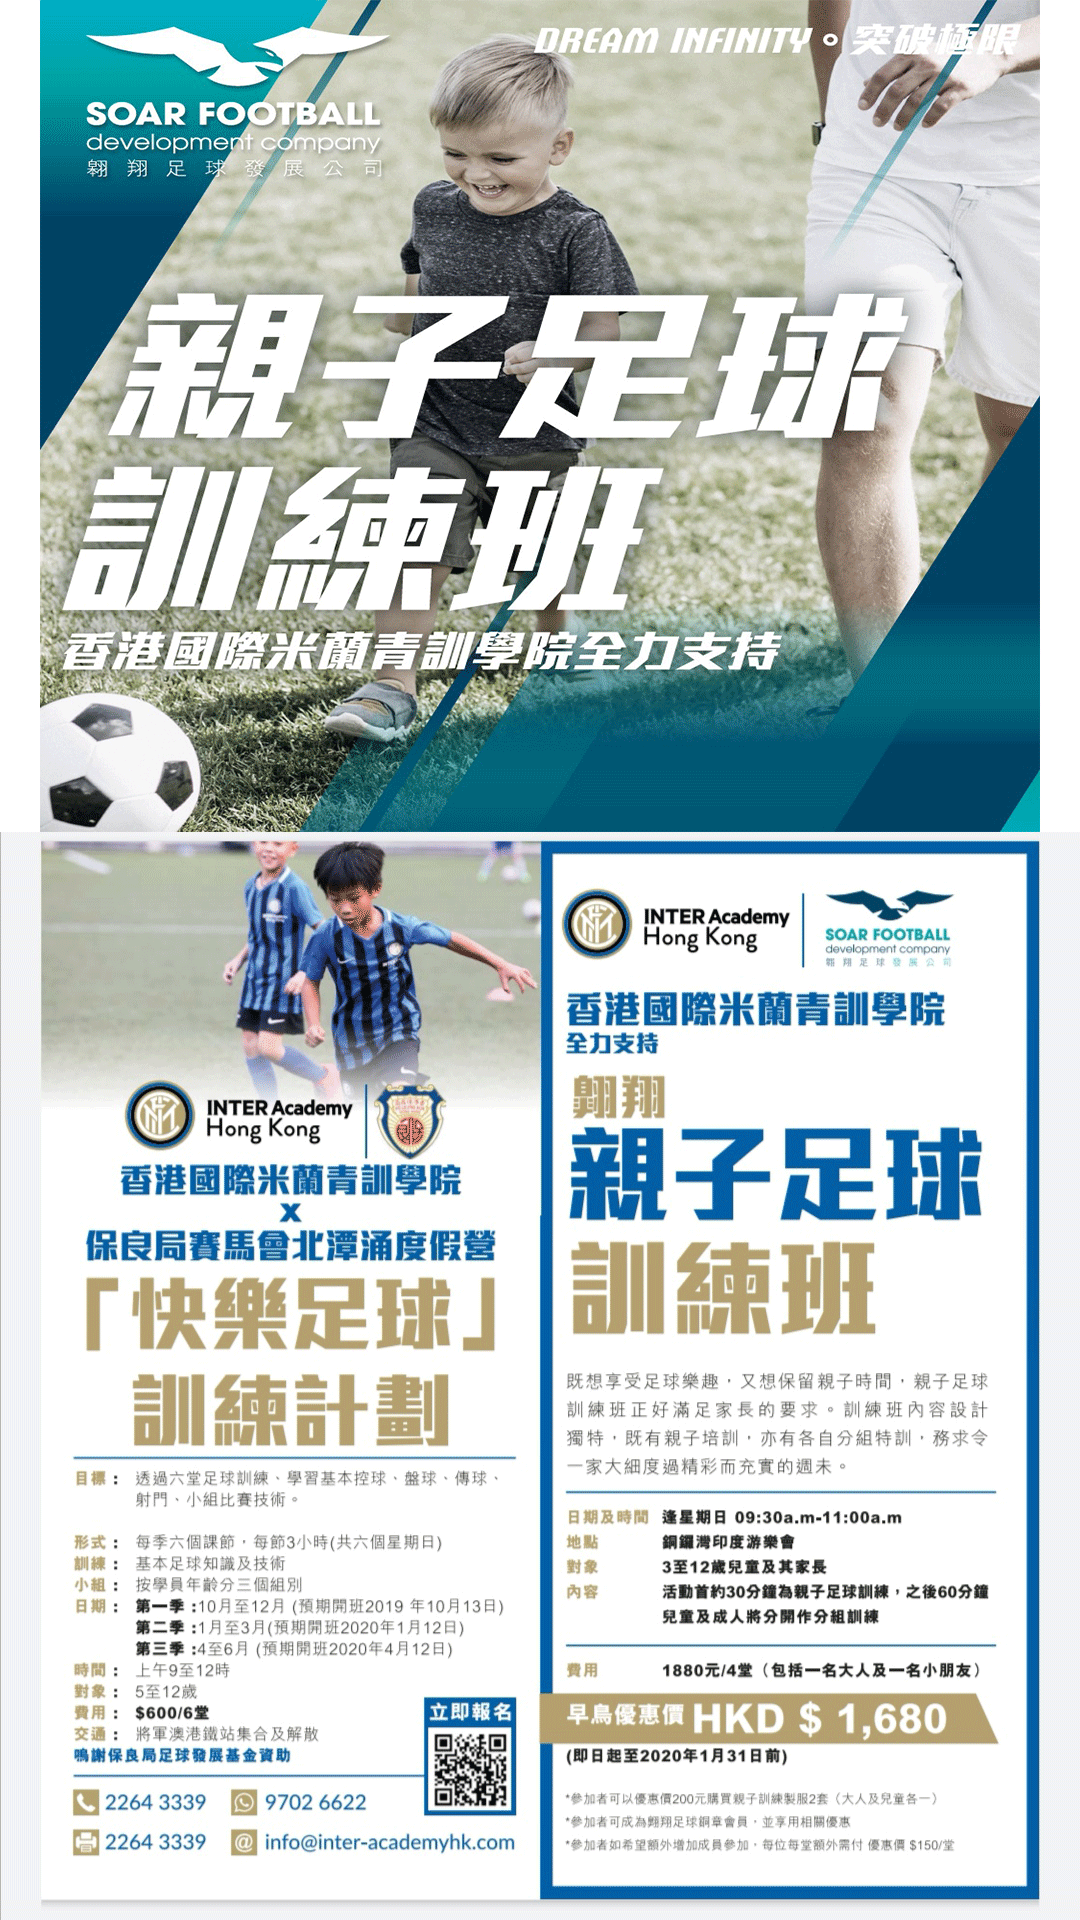 DREAM INFINITY。突破極限
SOAR FOOTBALL
development company
翱翔足球發展公司
親子足球
訓練班
香港國際米蘭青訓學院全力支持
INTER Academy
Hong Kong
香港國際米蘭青訓學院
X
保良局賽馬會北潭涌度假營
「快樂足球」
訓練計劃
目標： 透過六堂足球訓練、學習基本控球、盤球、傳球、
射門、小組比賽技術。
形式： 每季六個課節，每節3小時(共六個星期日)
訓練： 基本足球知識及技術
小組： 按學員年齡分三個組別
日期： 第一季 :10月至12月 (預期開班2019 年10月13日)
第二季 :1月至3月(預期開班2020年1月12日)
第三季 :4至6月 (預期開班2020年4月12日)
時間： 上午9至12時
對象： 5至12歲
費用： $600/6堂
交通： 將軍澳港鐵站集合及解散
鳴謝保良局足球發展基金資助
立即報名
2264 3339
9702 6622
2264 3339
info@inter-academyhk.com
INTER Academy
Hong Kong
SOAR FOOTBALL
development company
翱翔足球發展公司
香港國際米蘭青訓學院
全力支持
翱翔
親子足球
訓練班
既想享受足球樂趣，又想保留親子時間，親子足球
訓練班正好滿足家長的要求。訓練班內容設計
獨特，既有親子培訓，亦有各自分組特訓，務求令
一家大細度過精彩而充實的週未。
日期及時間 逢星期日 09:30a.m-11:00a.m
地點 銅鑼灣印度游樂會
對象 3至12歲兒童及其家長
內容 活動首約30分鐘為親子足球訓練，之後60分鐘
兒童及成人將分開作分組訓練
費用 1880元/4堂（包括一名大人及一名小朋友）
早鳥優惠價 HKD $ 1,680
(即日起至2020年1月31日前)
*參加者可以優惠價200元購買親子訓練製服2套（大人及兒童各一）
*參加者可成為翱翔足球銅章會員，並享用相關優惠
*參加者如希望額外增加成員參加，每位每堂額外需付 優惠價 $150/堂